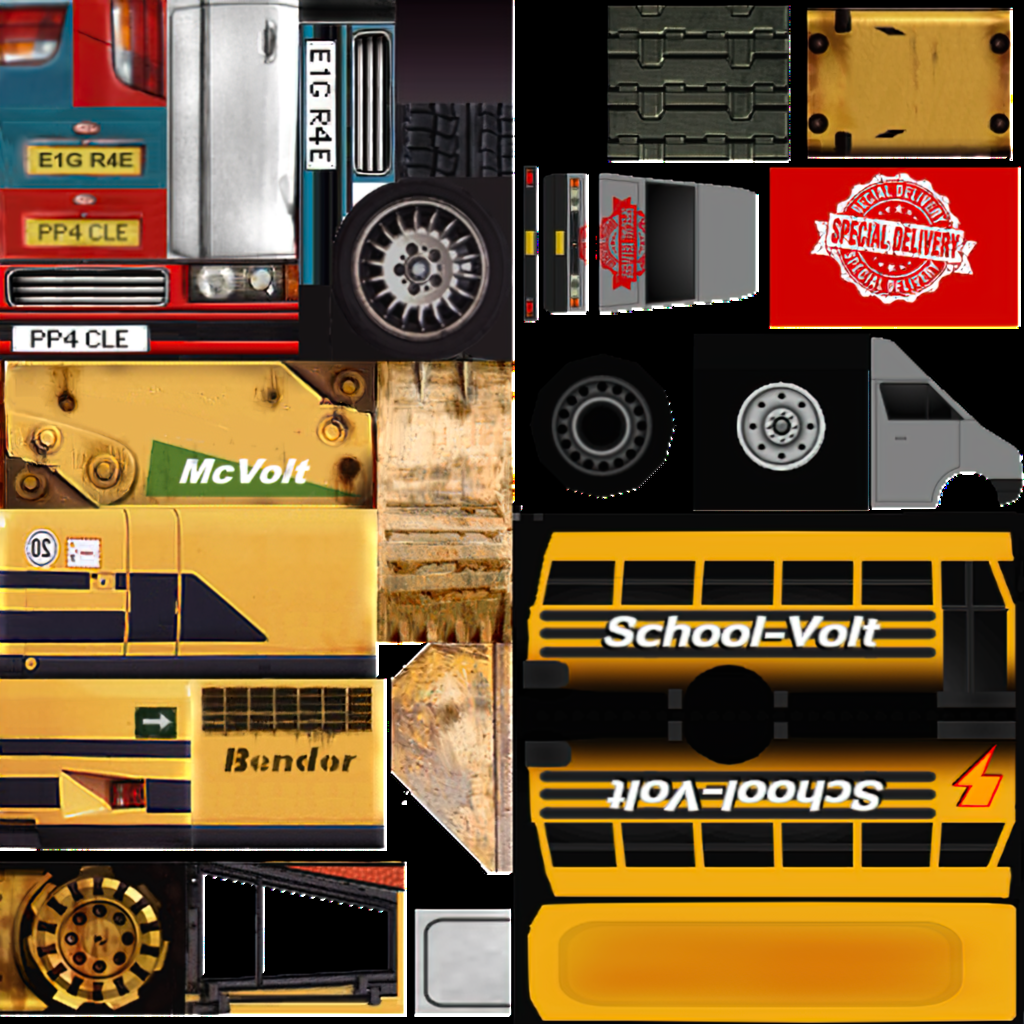 E1G R4E
E1G R4E
PP4 CLE
PP4 CLE
SPECIAL DELIVERY
SPECIAL DELIVERY
SPECIAL DELIVERY
McVolt
20
School-Volt
Bendor
School-Volt